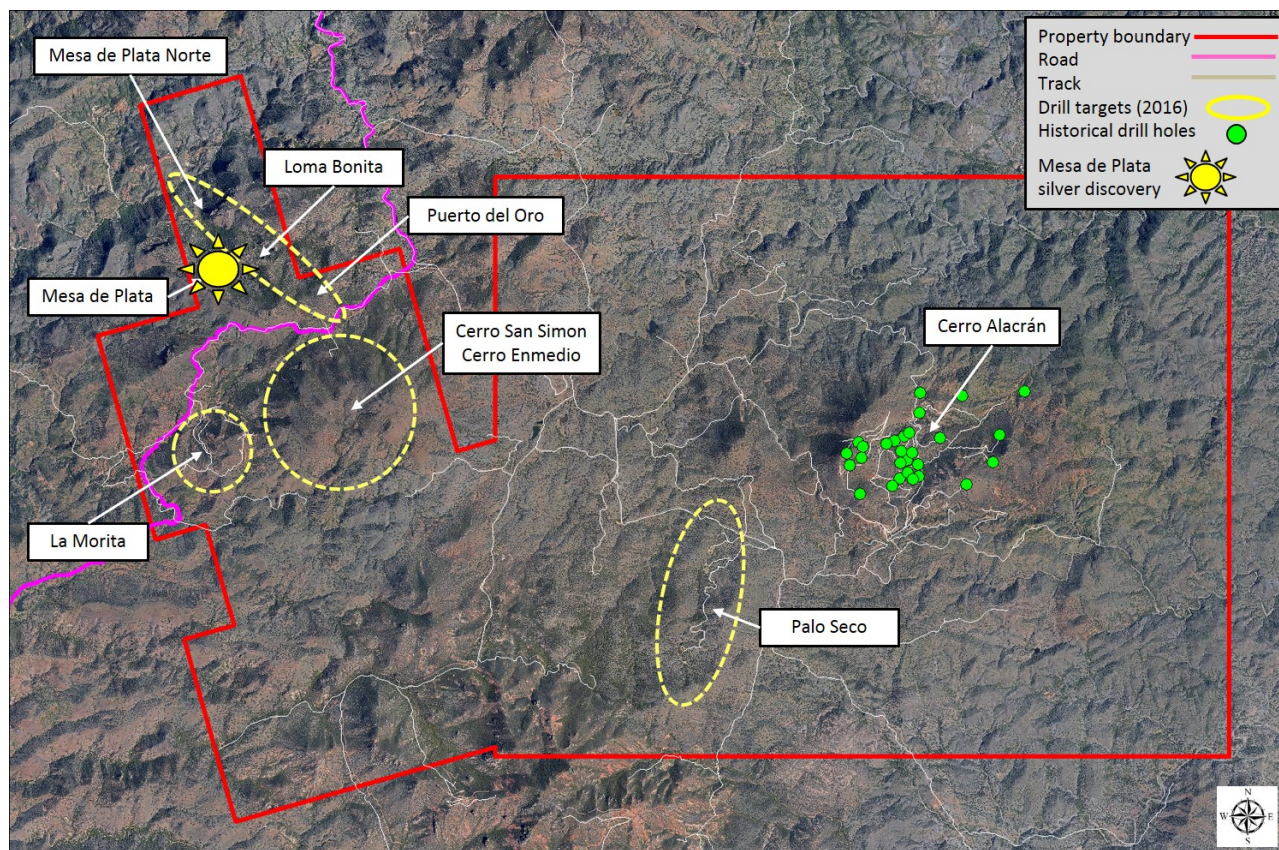 Mesa de Plata Norte
Loma Bonita
Puerto del Oro
Mesa de Plata
Cerro San Simon
Cerro Enmedio
La Morita
Cerro Alacrán
Palo Seco
Property boundary
Road
Track
Drill targets (2016)
Historical drill holes
Mesa de Plata
silver discovery
N
W E
S